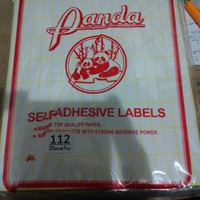 Panda
SELF-ADHESIVE LABELS
TOP QUALITY PAPER.
WITH STRONG ADHESIVE POWER.
112